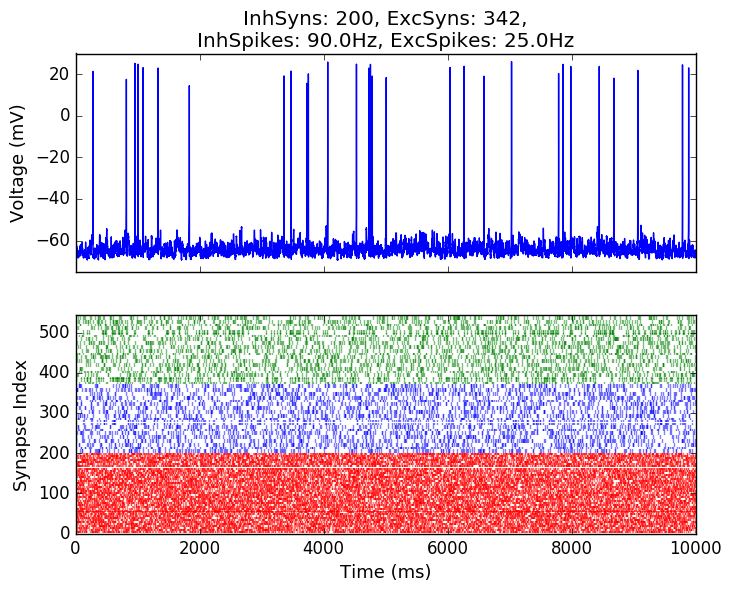 InhSyns: 200, ExcSyns: 342,
InhSpikes: 90.0Hz, ExcSpikes: 25.0Hz
20
0
−20
−40
−60
Voltage (mV)
500
400
300
200
100
0
Synapse Index
0 2000 4000 6000 8000 10000
Time (ms)